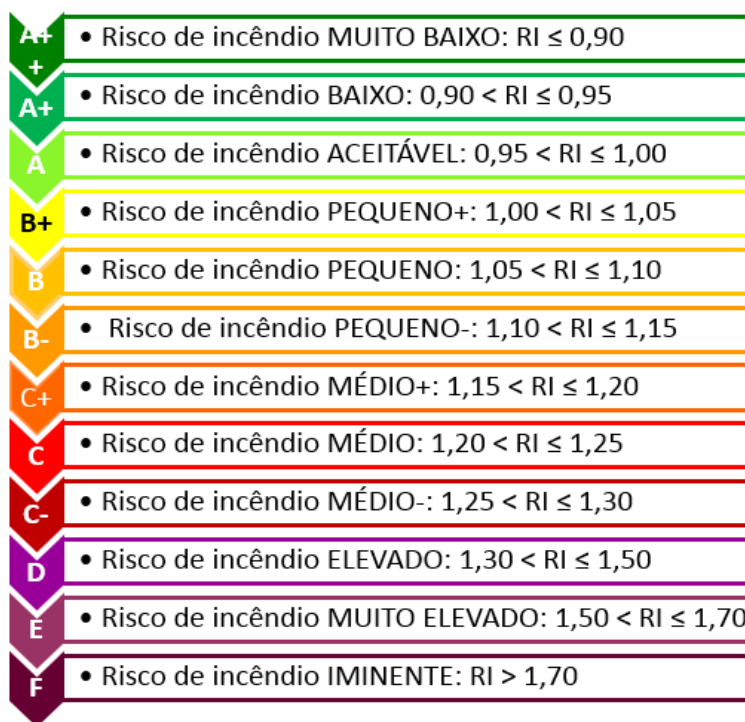 A+
+
• Risco de incêndio MUITO BAIXO: RI ≤ 0,90
A+
• Risco de incêndio BAIXO: 0,90 < RI ≤ 0,95
A
• Risco de incêndio ACEITÁVEL: 0,95 < RI ≤ 1,00
B+
• Risco de incêndio PEQUENO+: 1,00 < RI ≤ 1,05
B
• Risco de incêndio PEQUENO: 1,05 < RI ≤ 1,10
B-
• Risco de incêndio PEQUENO-: 1,10 < RI ≤ 1,15
C+
• Risco de incêndio MÉDIO+: 1,15 < RI ≤ 1,20
C
• Risco de incêndio MÉDIO: 1,20 < RI ≤ 1,25
C-
• Risco de incêndio MÉDIO-: 1,25 < RI ≤ 1,30
D
• Risco de incêndio ELEVADO: 1,30 < RI ≤ 1,50
E
• Risco de incêndio MUITO ELEVADO: 1,50 < RI ≤ 1,70
F
• Risco de incêndio IMINENTE: RI > 1,70